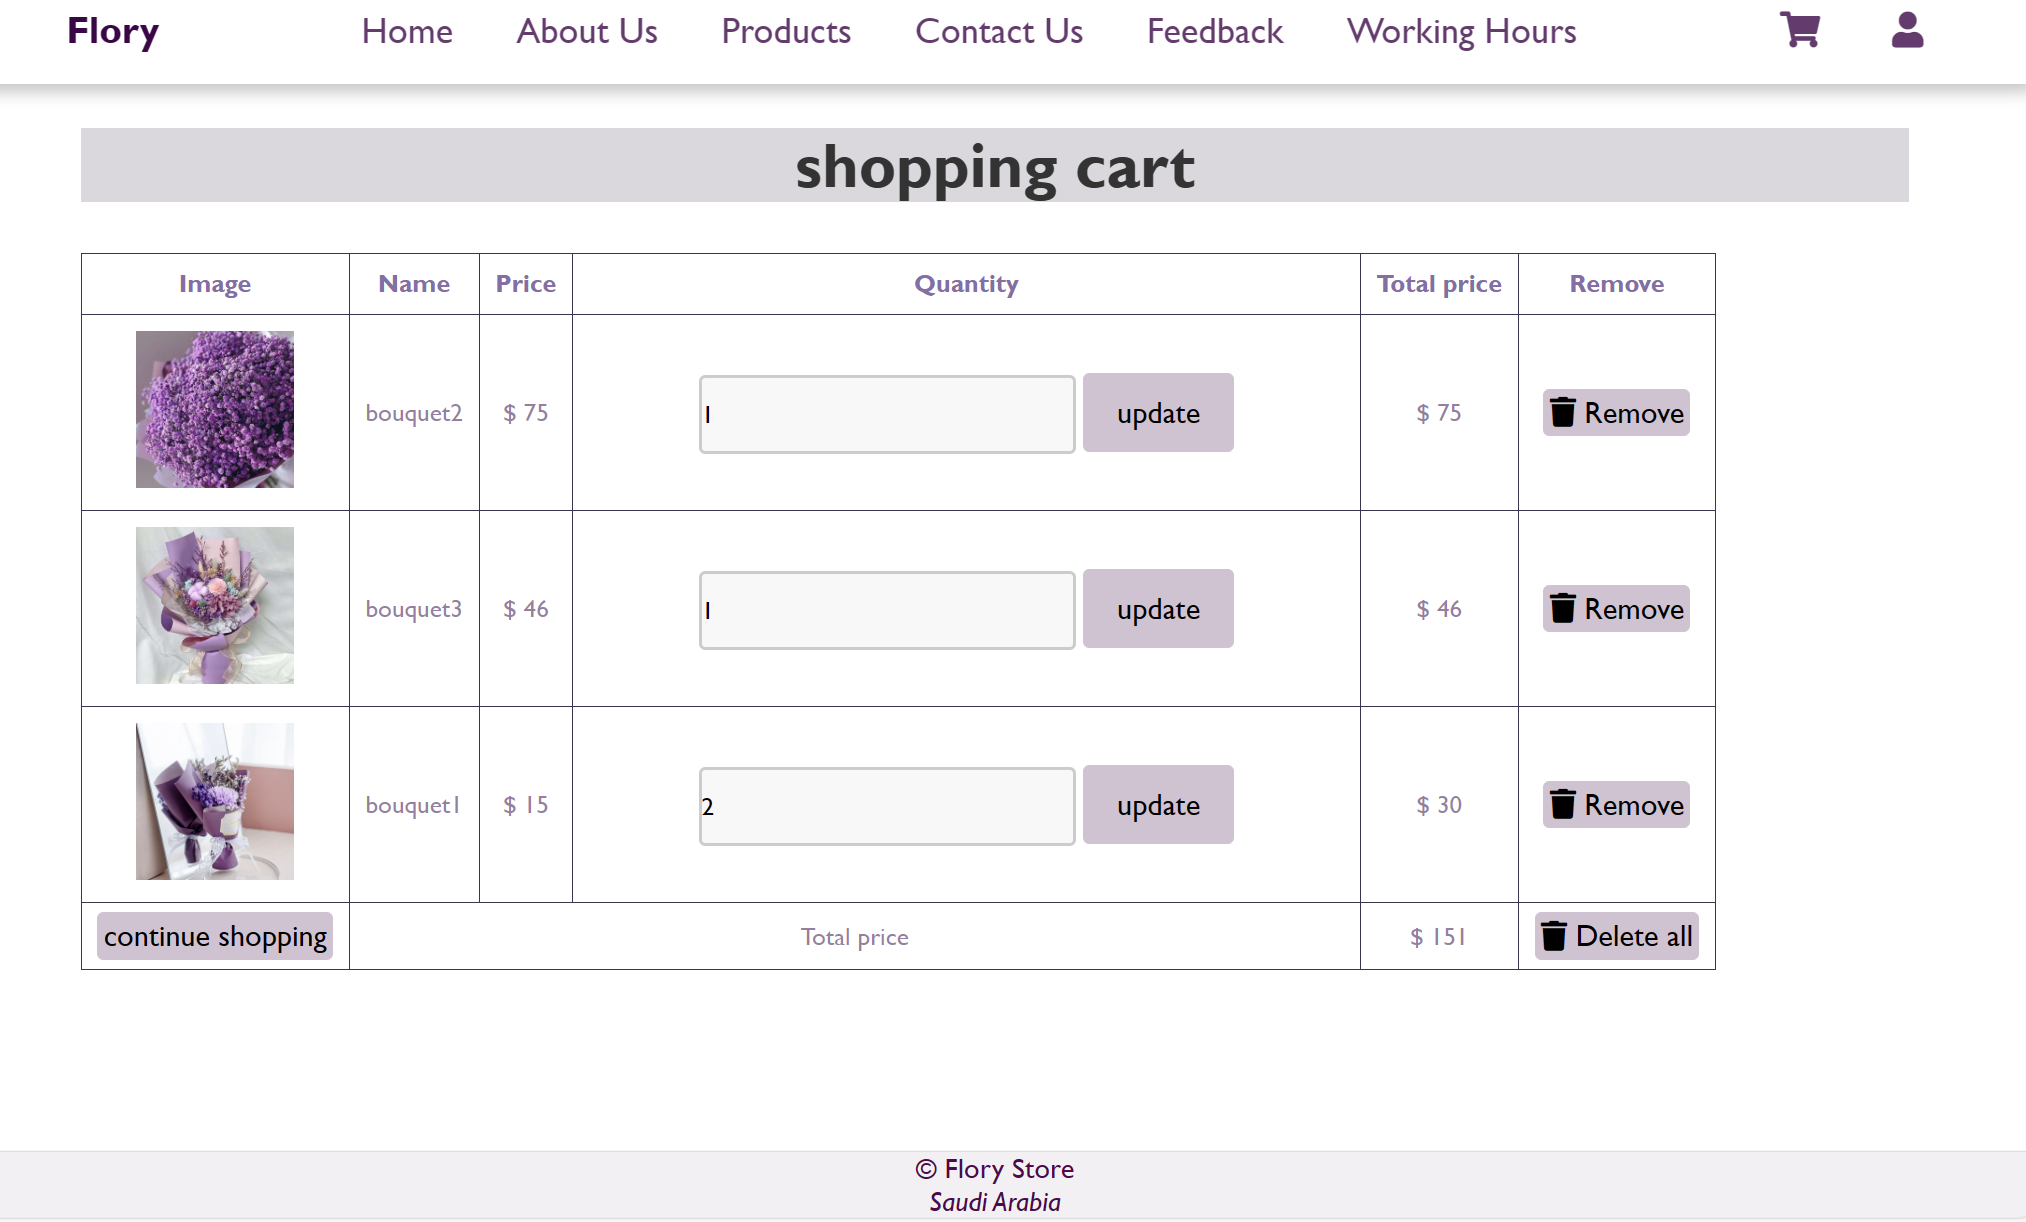 Flory Home About Us Products Contact Us Feedback Working Hours
shopping cart
Image Name Price Quantity Total price Remove
bouquet2 $ 75 1 update $ 75 Remove
bouquet3 $ 46 1 update $ 46 Remove
bouquet1 $ 15 2 update $ 30 Remove
continue shopping Total price $ 151 Delete all
© Flory Store
Saudi Arabia